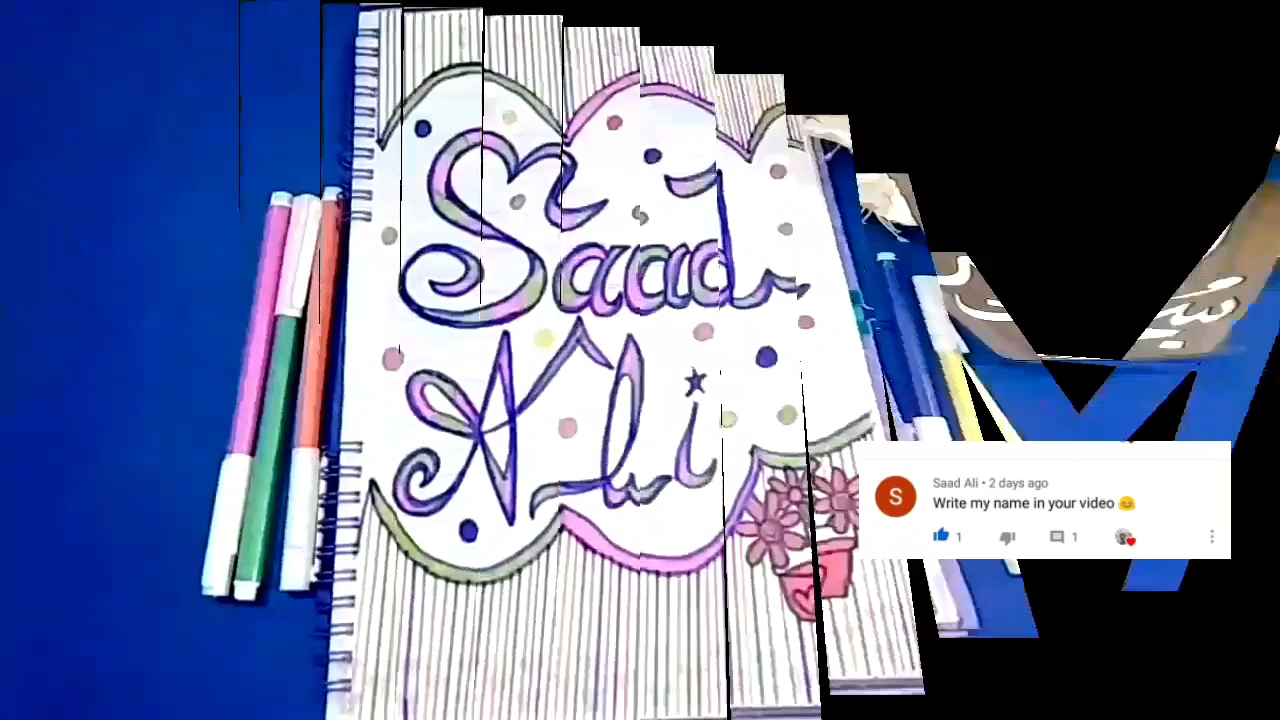 Saad
Ali
Saad Ali • 2 days ago
Write my name in your video 😊
1
1
S